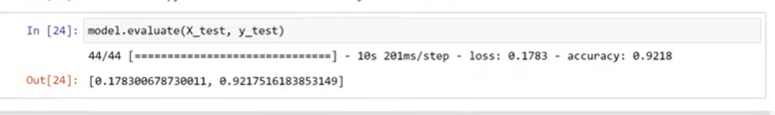 In [24]: model.evaluate(X_test, y_test)
44/44 [==============================] - 10s 201ms/step - loss: 0.1783 - accuracy: 0.9218
Out[24]: [0.178300678730011, 0.9217516183853149]